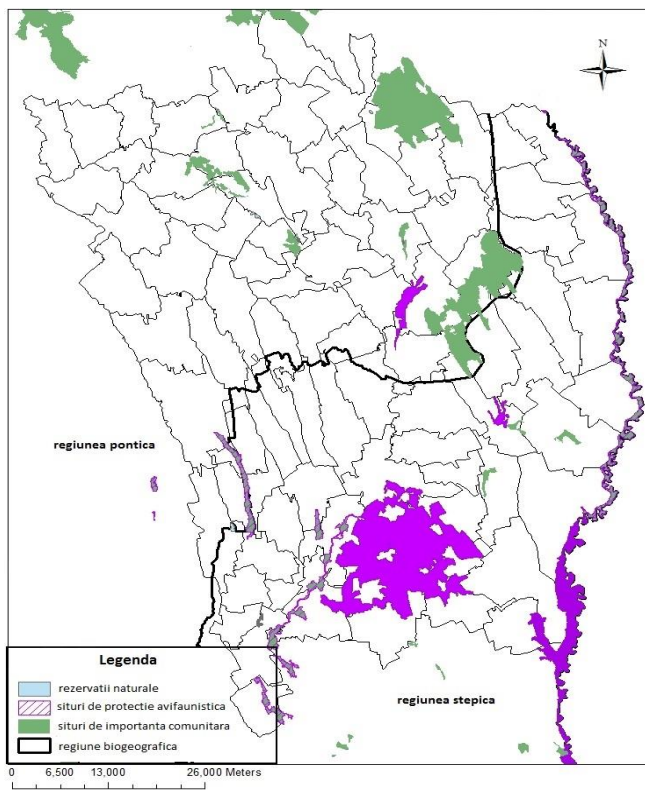 N
regiunea pontica
Legenda
rezervatii naturale
situri de protectie avifaunistica
situri de importanta comunitara
regiune biogeografica
regiunea stepica
0 6,500 13,000 26,000 Meters